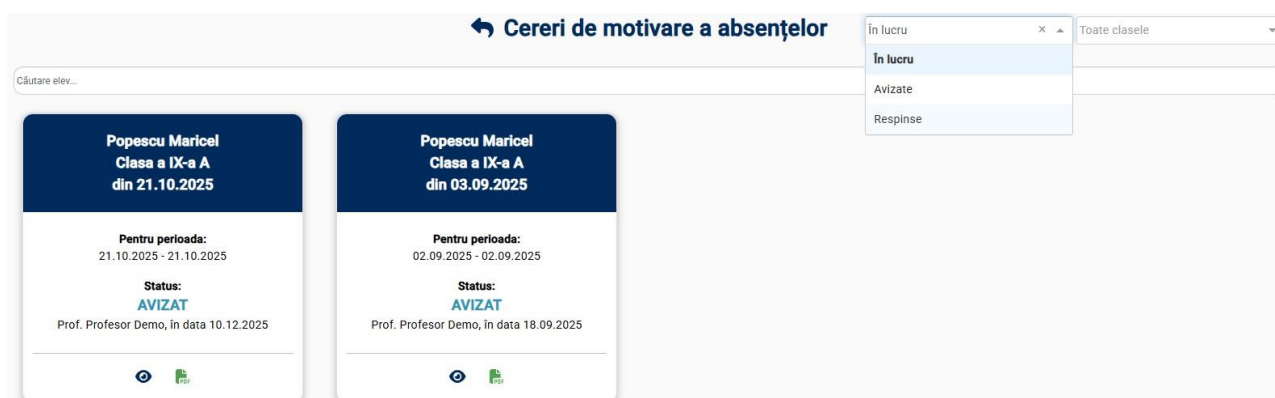 Cereri de motivare a absențelor
În lucru
Toate clasele
În lucru
Avizate
Respinse
Căutare elev...
Popescu Maricel
Clasa a IX-a A
din 21.10.2025
Pentru perioada:
21.10.2025 - 21.10.2025
Status:
AVIZAT
Prof. Profesor Demo, în data 10.12.2025
PDF
Popescu Maricel
Clasa a IX-a A
din 03.09.2025
Pentru perioada:
02.09.2025 - 02.09.2025
Status:
AVIZAT
Prof. Profesor Demo, în data 18.09.2025
PDF